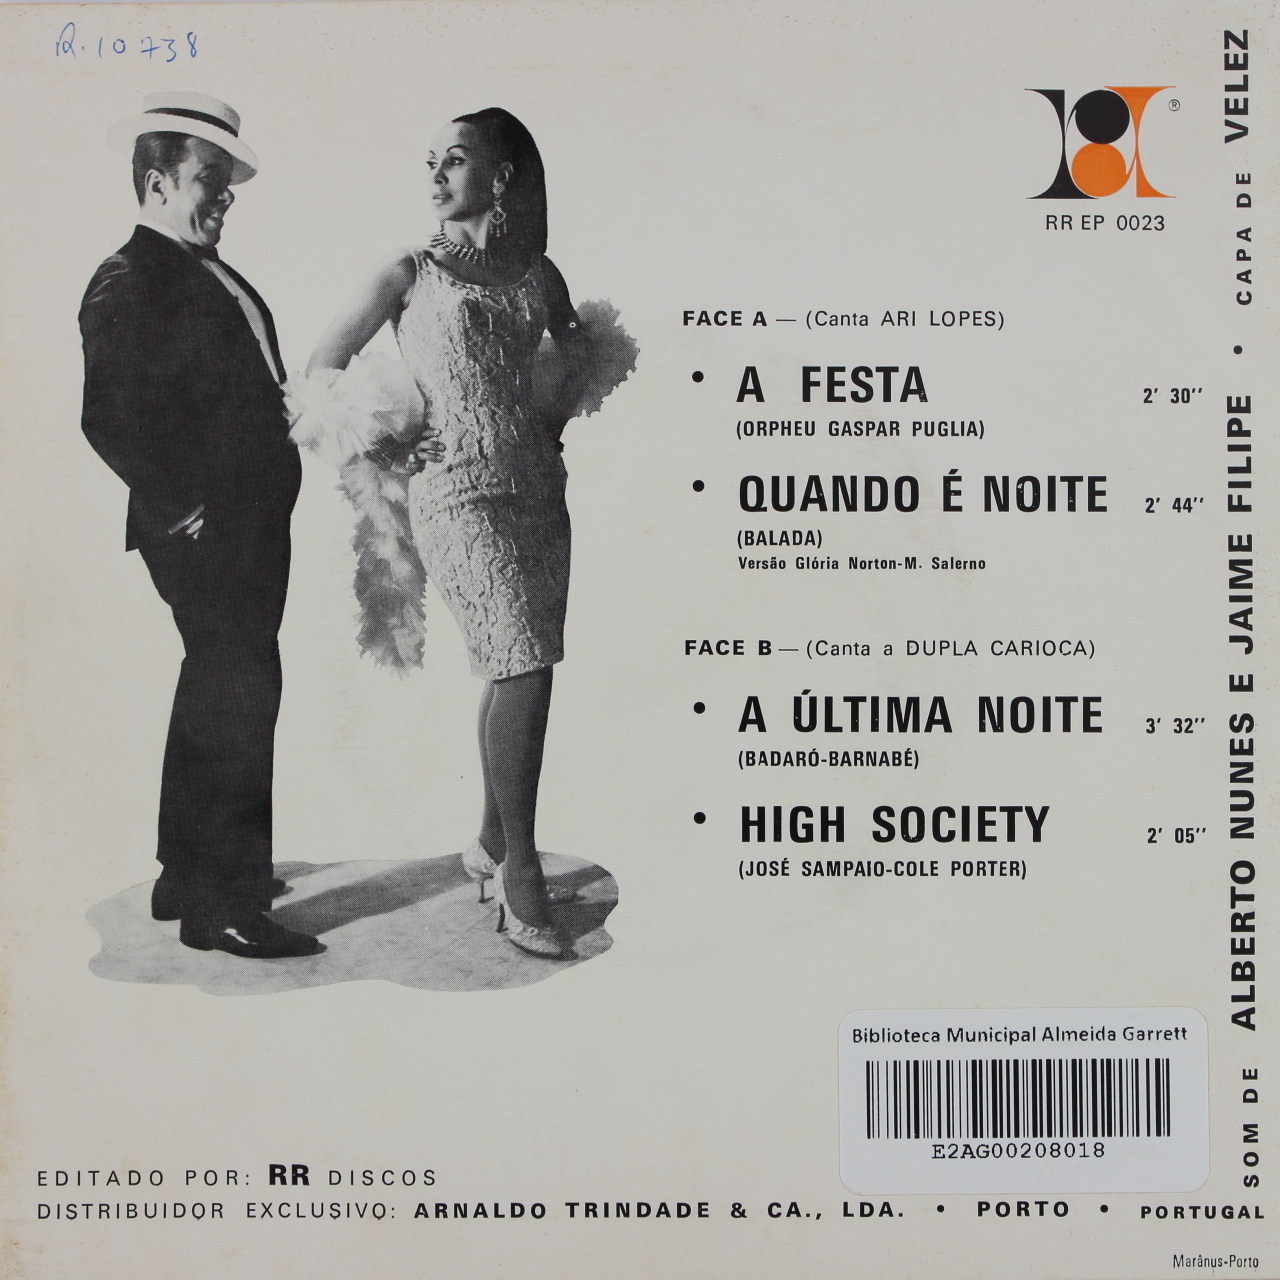 R. 10738
®
RR EP 0023
FACE A — (Canta ARI LOPES)
• A FESTA 2' 30''
(ORPHEU GASPAR PUGLIA)
• QUANDO É NOITE 2' 44''
(BALADA)
Versão Glória Norton-M. Salerno
FACE B — (Canta a DUPLA CARIOCA)
• A ÚLTIMA NOITE 3' 32''
(BADARÓ-BARNABÉ)
• HIGH SOCIETY 2' 05''
(JOSÉ SAMPAIO-COLE PORTER)
SOM DE ALBERTO NUNES E JAIME FILIPE • CAPA DE VELEZ
Biblioteca Municipal Almeida Garrett
E2AG00208018
EDITADO POR: RR DISCOS
DISTRIBUIDOR EXCLUSIVO: ARNALDO TRINDADE & CA., LDA. • PORTO • PORTUGAL
Marânus-Porto